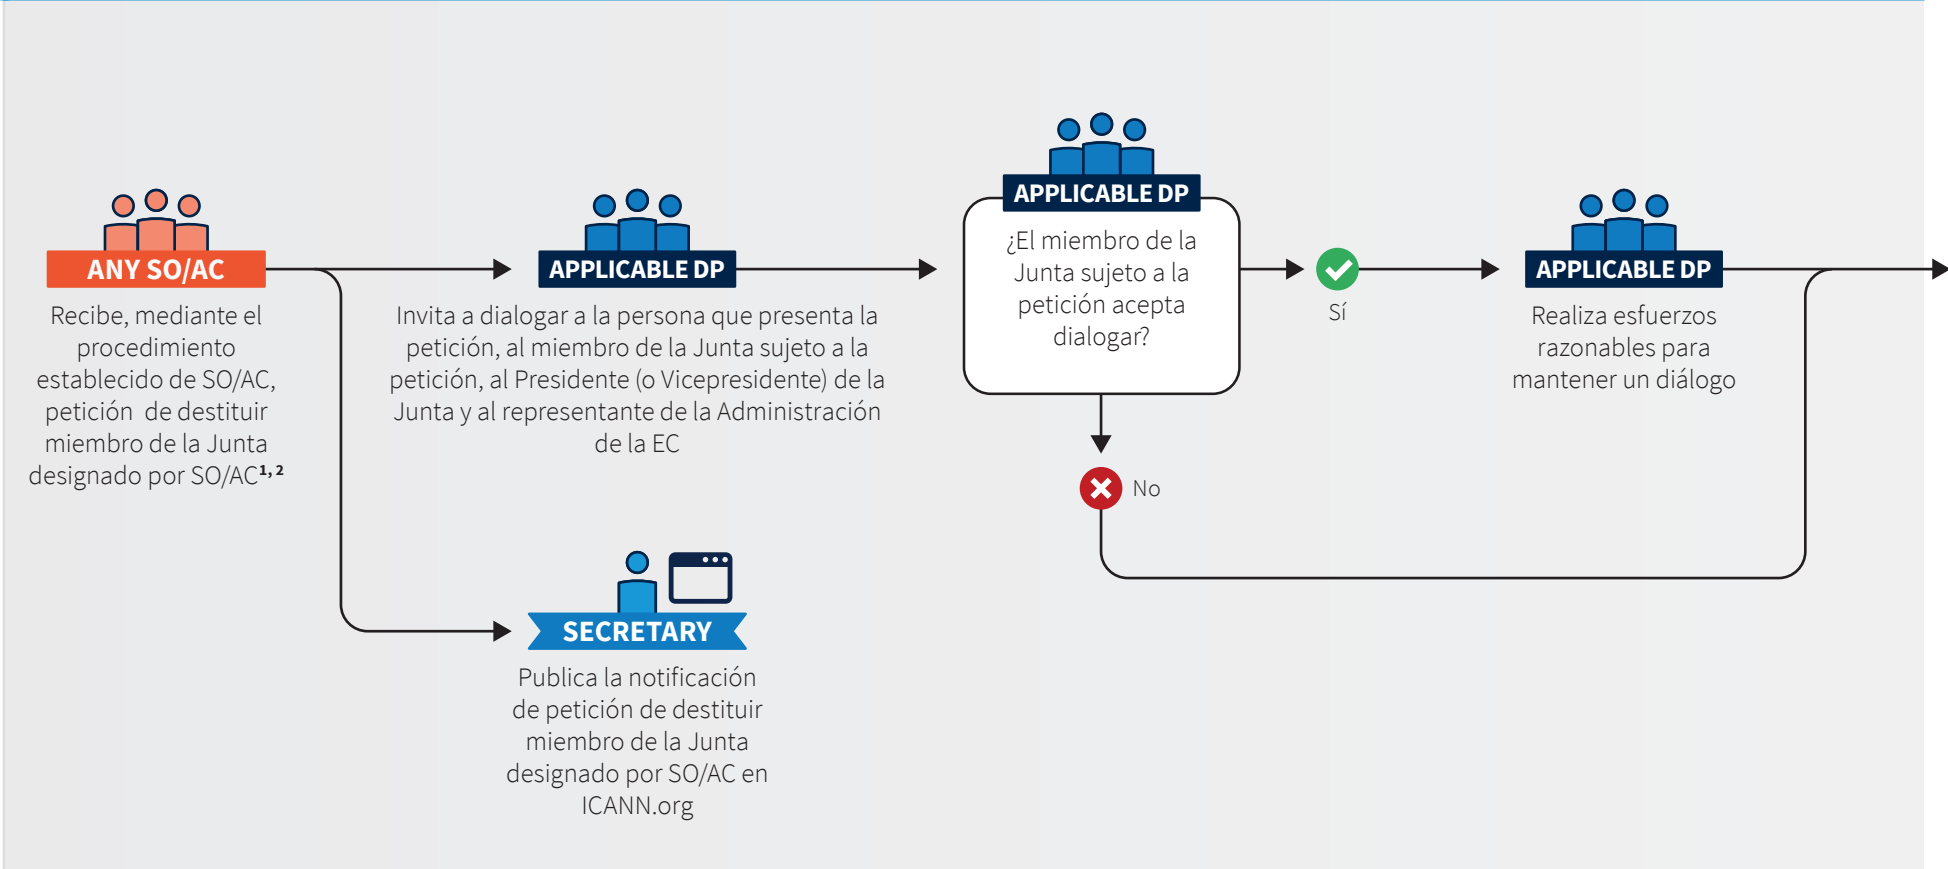 ANY SO/AC
Recibe, mediante el
procedimiento
establecido de SO/AC,
petición de destituir
miembro de la Junta
designado por SO/AC1, 2
APPLICABLE DP
Invita a dialogar a la persona que presenta la
petición, al miembro de la Junta sujeto a la
petición, al Presidente (o Vicepresidente) de la
Junta y al representante de la Administración
de la EC
SECRETARY
Publica la notificación
de petición de destituir
miembro de la Junta
designado por SO/AC en
ICANN.org
APPLICABLE DP
¿El miembro de la
Junta sujeto a la
petición acepta
dialogar?
Sí
No
APPLICABLE DP
Realiza esfuerzos
razonables para
mantener un diálogo